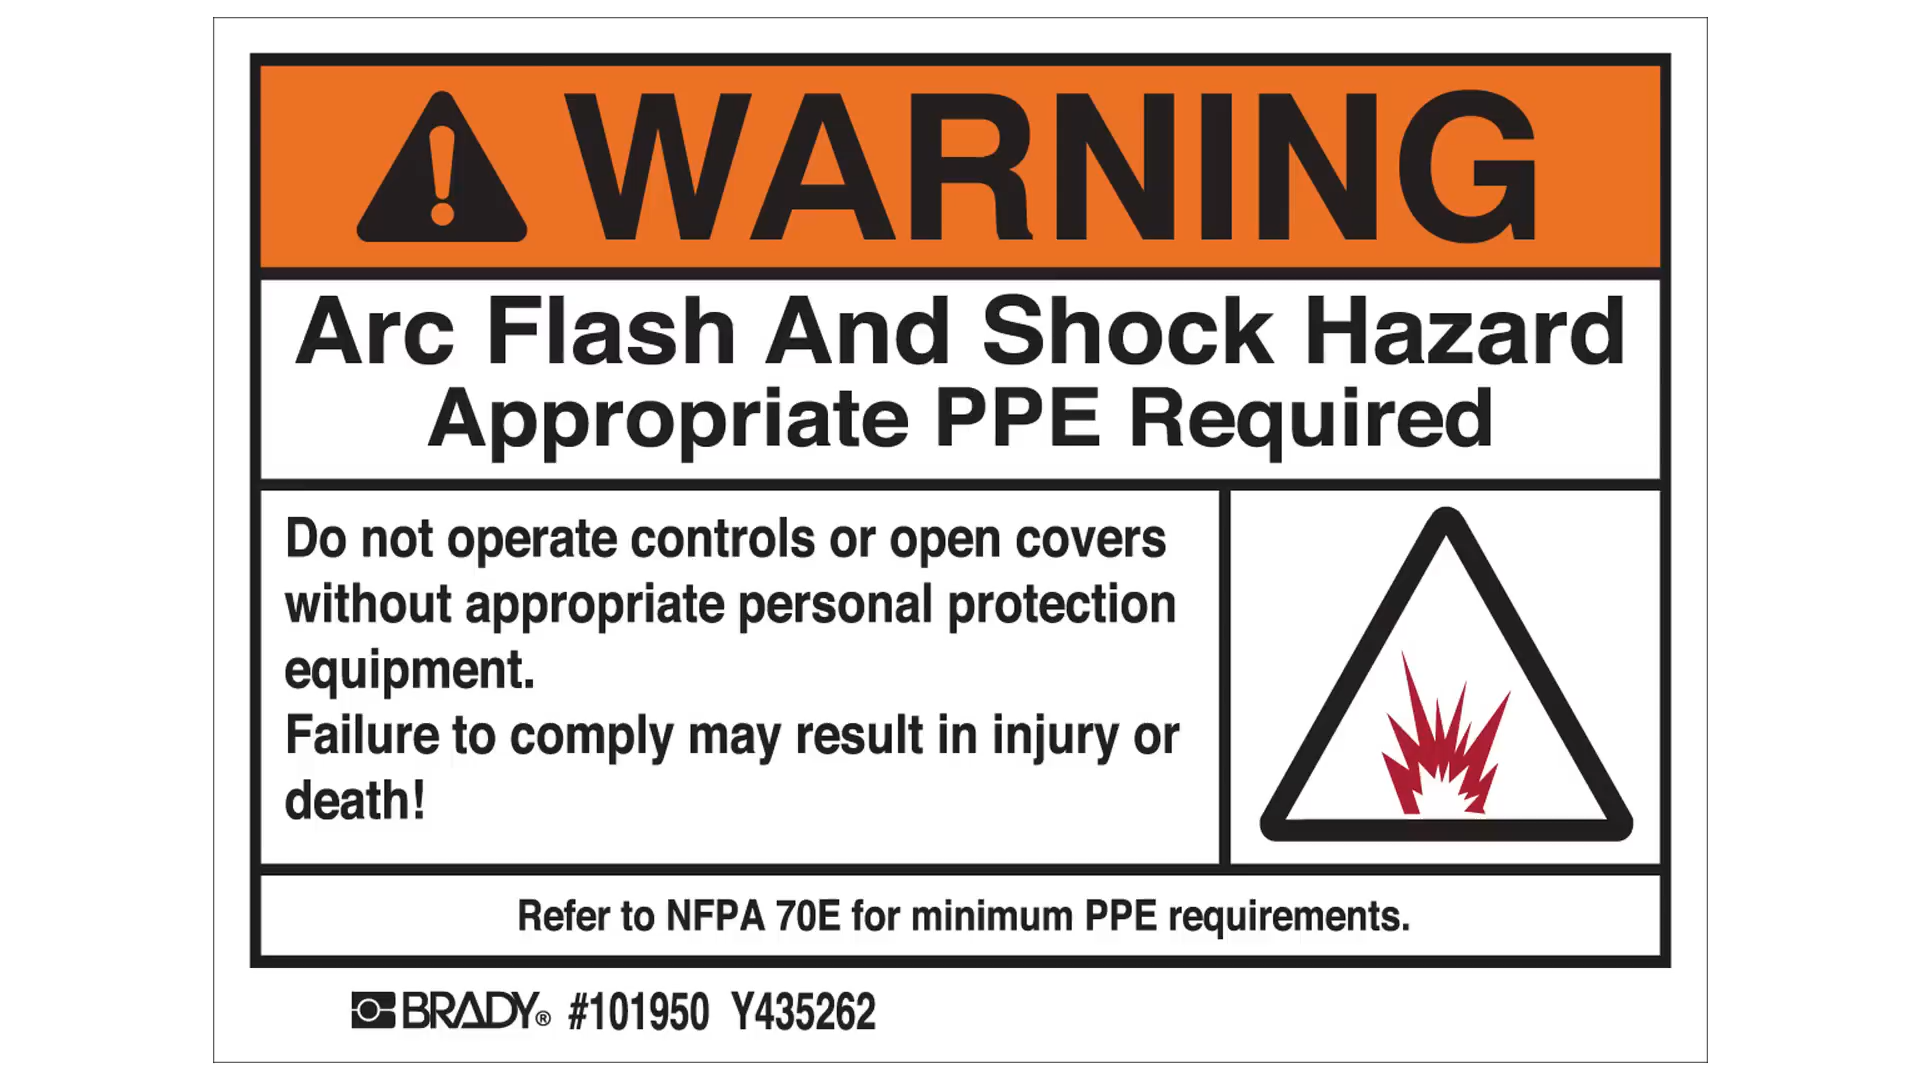 WARNING
Arc Flash And Shock Hazard
Appropriate PPE Required
Do not operate controls or open covers
without appropriate personal protection
equipment.
Failure to comply may result in injury or
death!
Refer to NFPA 70E for minimum PPE requirements.
BRADY® #101950 Y435262